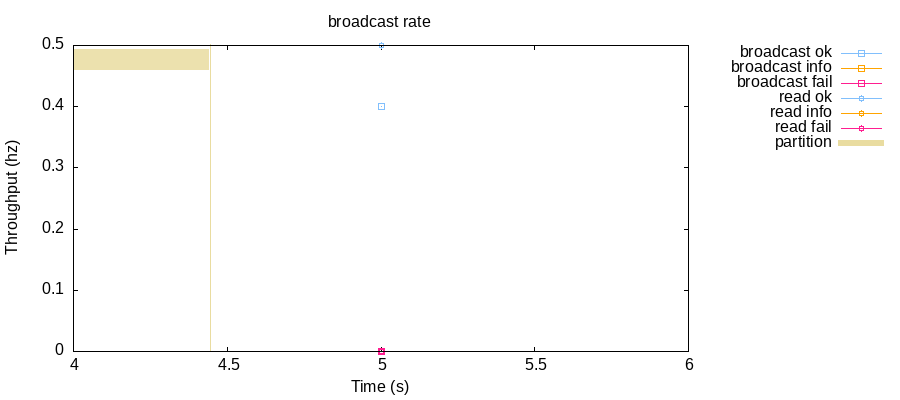 broadcast rate
0.5
0.4
0.3
0.2
0.1
0
Throughput (hz)
4
4.5
5
5.5
6
Time (s)
broadcast ok
broadcast info
broadcast fail
read ok
read info
read fail
partition